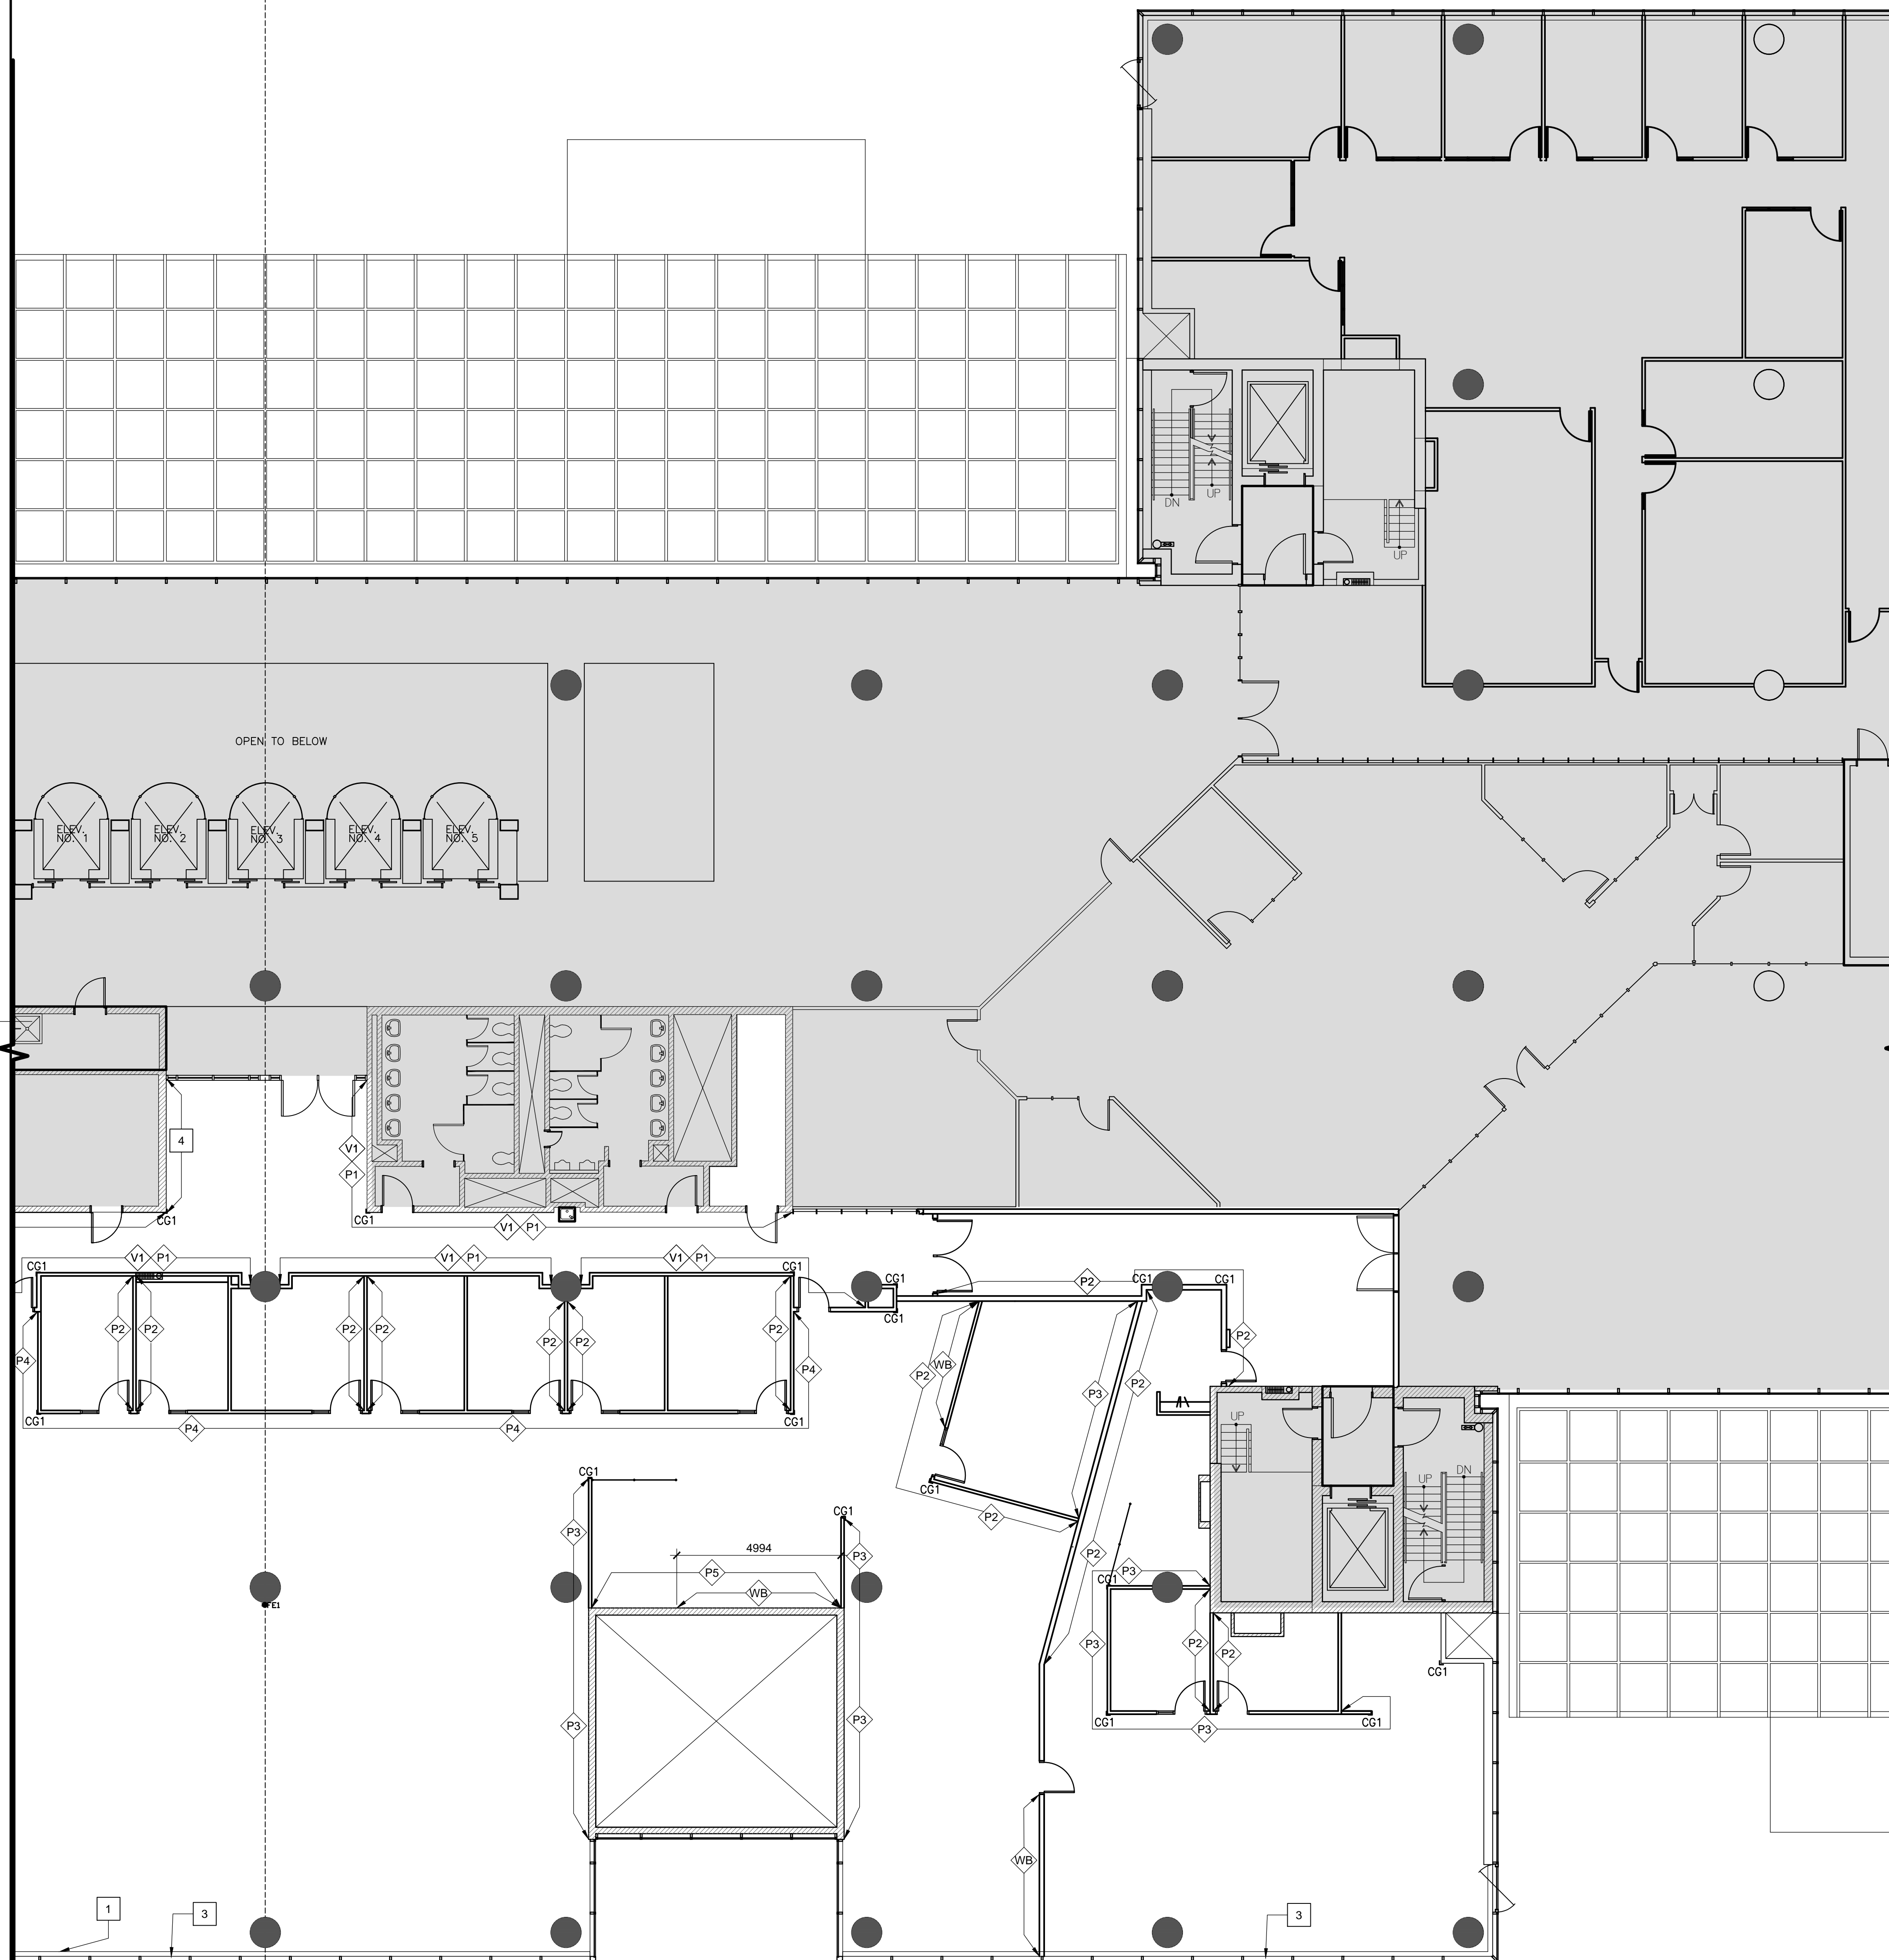 DN
UP
UP
OPEN TO BELOW
ELEV.
NO. 1
ELEV.
NO. 2
ELEV.
NO. 3
ELEV.
NO. 4
ELEV.
NO. 5
4
V1
P1
CG1
CG1
V1
P1
V1
P1
V1
P1
V1
P1
CG1
CG1
CG1
P2
CG1
CG1
CG1
P2
P2
P2
P2
P2
P2
P2
P2
P4
P4
WB
P2
P3
P2
CG1
CG1
P4
P4
UP
CG1
UP
DN
CG1
CG1
P2
P3
4994
P3
P2
P5
WB
P3
CG1
FE1
P3
P2
P2
CG1
P3
P3
CG1
CG1
P3
WB
1
3
3